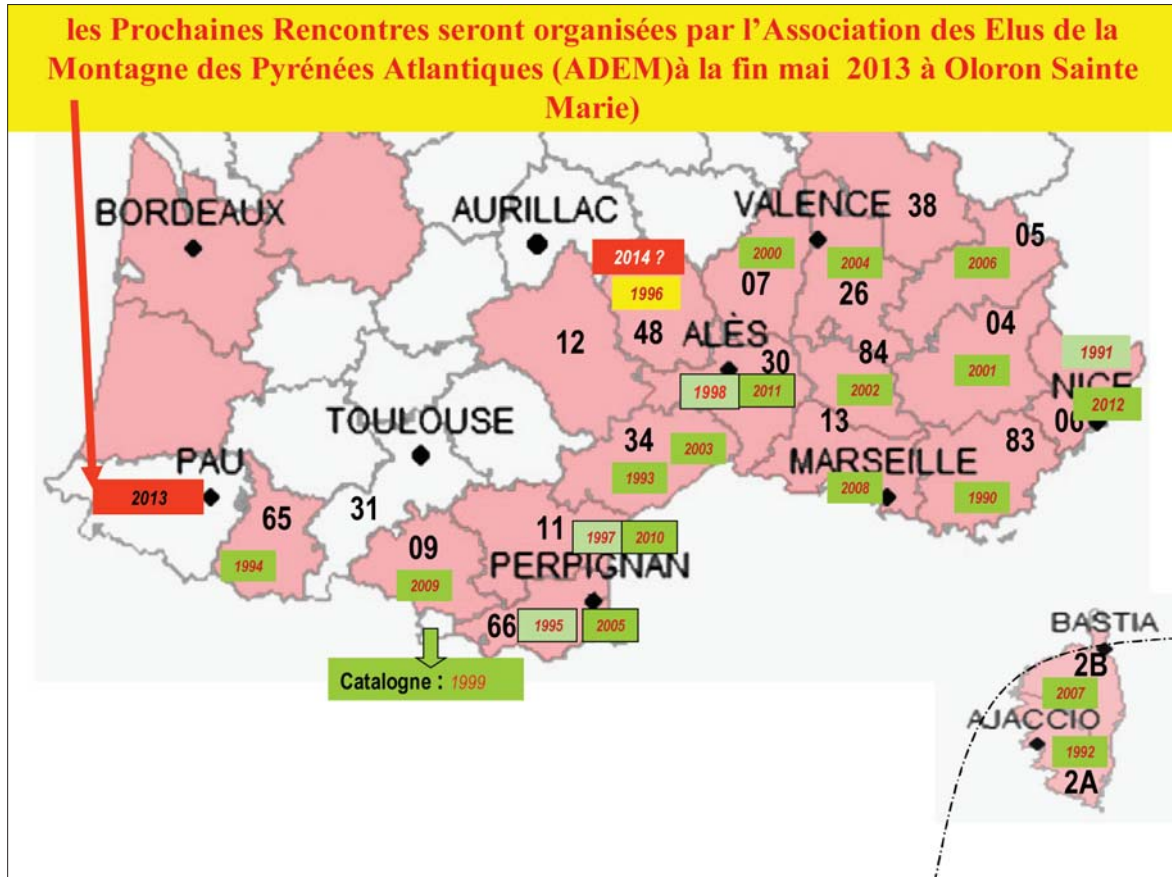 les Prochaines Rencontres seront organisées par l'Association des Elus de la
Montagne des Pyrénées Atlantiques (ADEM)à la fin mai 2013 à Oloron Sainte
Marie)
BORDEAUX
AURILLAC
VALENCE
38
05
2014 ?
2000
2004
2006
1996
07
26
04
12
48
ALÈS
30
84
1991
1998
2011
2002
2001
NICE
2012
06
TOULOUSE
34
2003
13
83
PAU
1993
MARSEILLE
2013
31
2008
1990
65
11
1997
2010
1994
09
PERPIGNAN
2009
66
1995
2005
Catalogne : 1999
BASTIA
2B
2007
AJACCIO
1992
2A